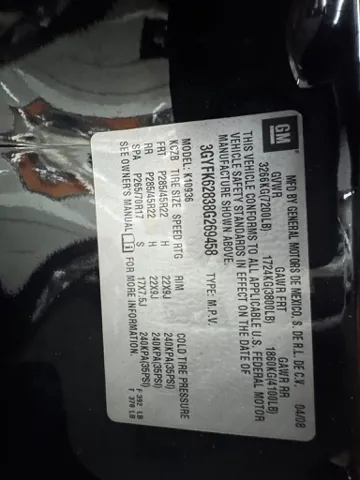 GM
MFD BY GENERAL MOTORS DE MEXICO, S. DE R.L. DE C.V. 04/08
GVWR GAWR FRT GAWR RR
3266KG(7200LB) 1724KG(3800LB) 1860KG(4100LB)
THIS VEHICLE CONFORMS TO ALL APPLICABLE U.S. FEDERAL MOTOR
VEHICLE SAFETY STANDARDS IN EFFECT ON THE DATE OF
MANUFACTURE SHOWN ABOVE.
3GYFK62838G269458 TYPE: M.P.V.
MODEL: K10936
KCZB TIRE SIZE SPEED RTG RIM COLD TIRE PRESSURE
FRT P285/45R22 H 22X9J 240KPA(35PSI)
RR P285/45R22 H 22X9J 240KPA(35PSI)
SPA P265/70R17 S 17X7.5J 240KPA(35PSI)
SEE OWNER'S MANUAL FOR MORE INFORMATION.
F 392 LB
T 378 LB